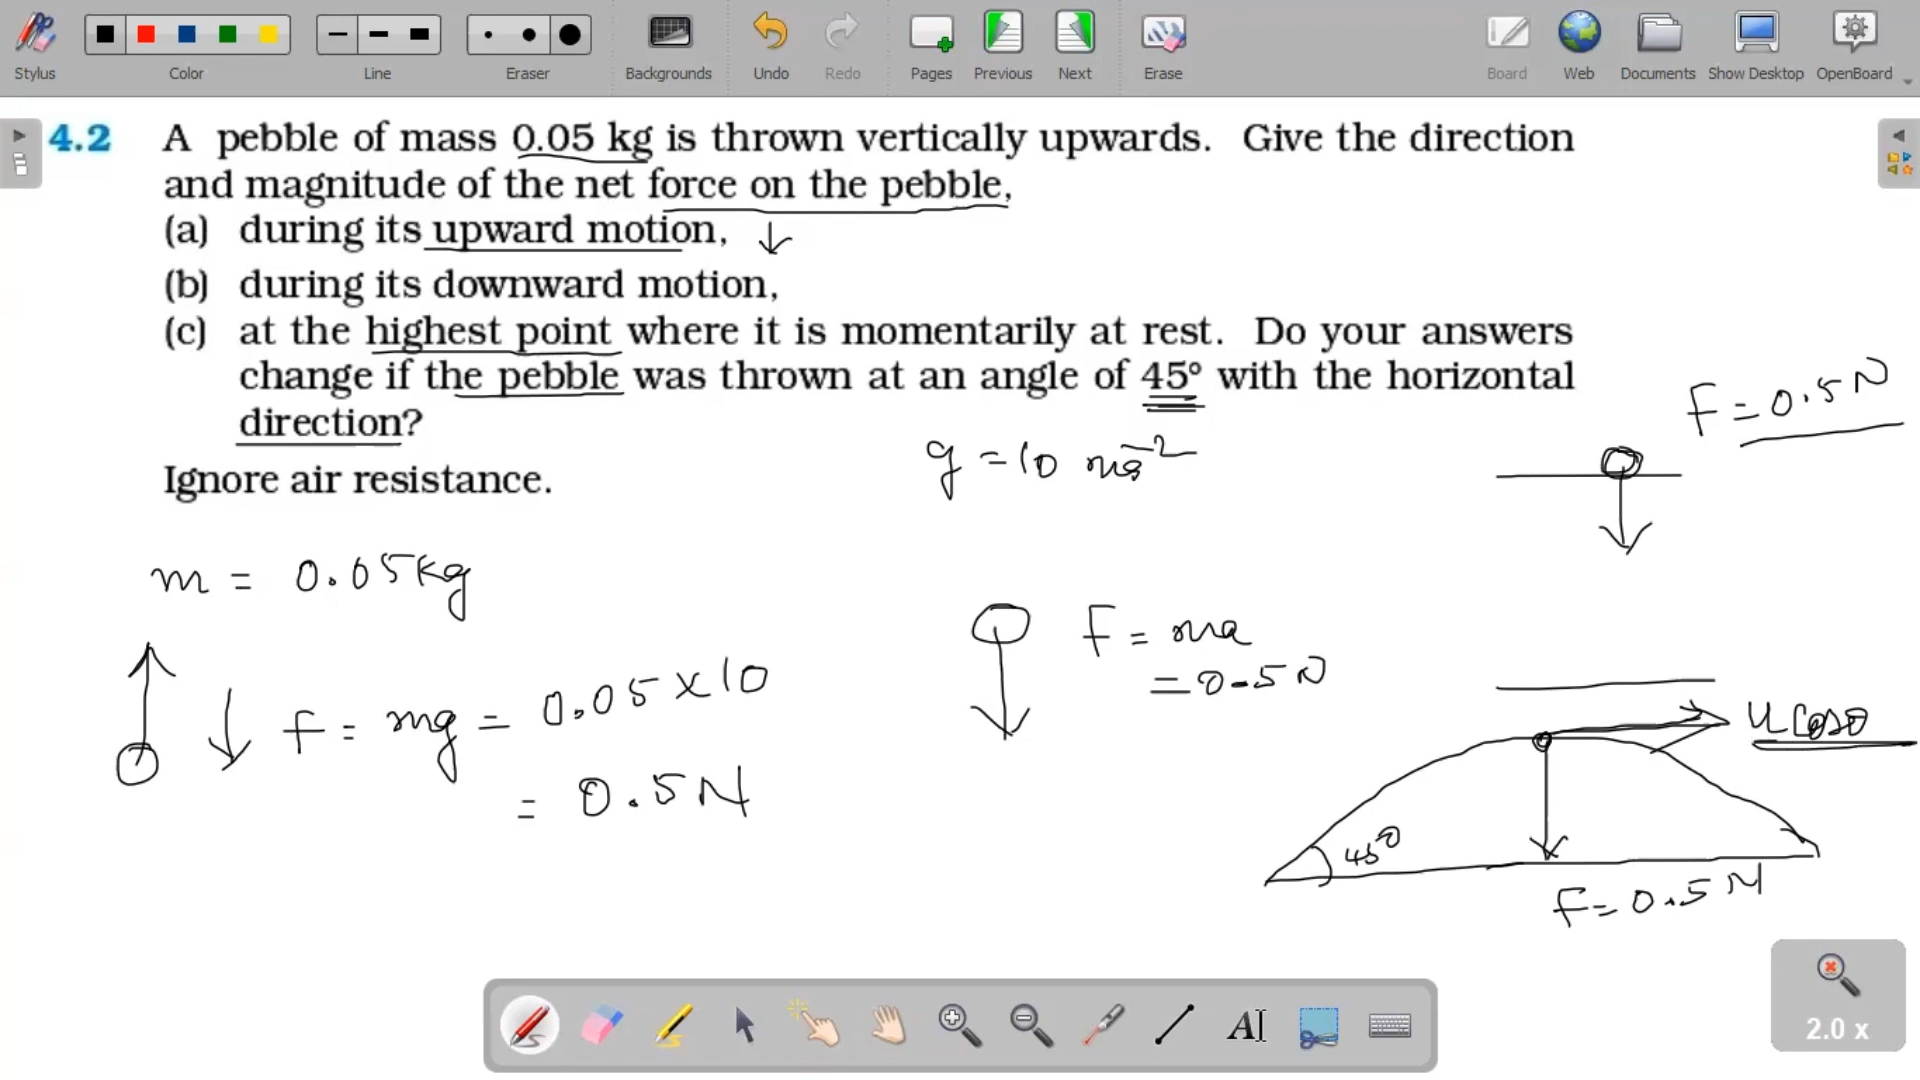 Stylus Color Line Eraser Backgrounds Undo Redo Pages Previous Next Erase Board Web Documents Show Desktop OpenBoard
4.2 A pebble of mass 0.05 kg is thrown vertically upwards. Give the direction
and magnitude of the net force on the pebble,
(a) during its upward motion, ↓
(b) during its downward motion,
(c) at the highest point where it is momentarily at rest. Do your answers
change if the pebble was thrown at an angle of 45° with the horizontal
direction?
Ignore air resistance.
g = 10 ms⁻²
F = 0.5 N
m = 0.05 kg
F = mg = 0.05 × 10
= 0.5 N
F = ma
= 0.5 N
u cos θ
45°
F = 0.5 N
2.0 x